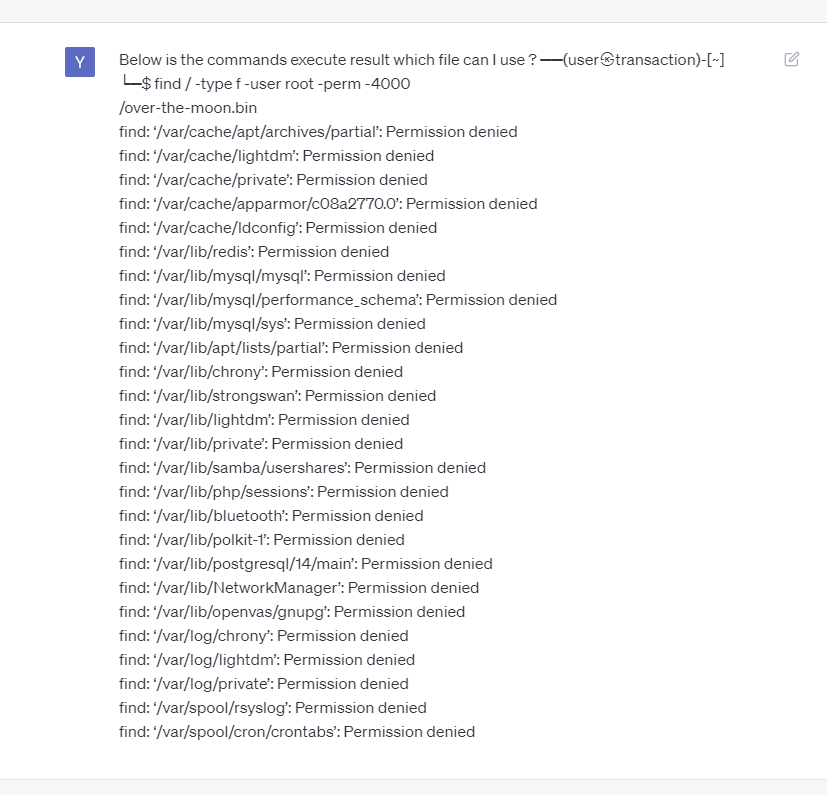 Y
Below is the commands execute result which file can I use ? ━━(user㉿transaction)-[~]
└─$ find / -type f -user root -perm -4000
/over-the-moon.bin
find: ‘/var/cache/apt/archives/partial’: Permission denied
find: ‘/var/cache/lightdm’: Permission denied
find: ‘/var/cache/private’: Permission denied
find: ‘/var/cache/apparmor/c08a2770.0’: Permission denied
find: ‘/var/cache/ldconfig’: Permission denied
find: ‘/var/lib/redis’: Permission denied
find: ‘/var/lib/mysql/mysql’: Permission denied
find: ‘/var/lib/mysql/performance_schema’: Permission denied
find: ‘/var/lib/mysql/sys’: Permission denied
find: ‘/var/lib/apt/lists/partial’: Permission denied
find: ‘/var/lib/chrony’: Permission denied
find: ‘/var/lib/strongswan’: Permission denied
find: ‘/var/lib/lightdm’: Permission denied
find: ‘/var/lib/private’: Permission denied
find: ‘/var/lib/samba/usershares’: Permission denied
find: ‘/var/lib/php/sessions’: Permission denied
find: ‘/var/lib/bluetooth’: Permission denied
find: ‘/var/lib/polkit-1’: Permission denied
find: ‘/var/lib/postgresql/14/main’: Permission denied
find: ‘/var/lib/NetworkManager’: Permission denied
find: ‘/var/lib/openvas/gnupg’: Permission denied
find: ‘/var/log/chrony’: Permission denied
find: ‘/var/log/lightdm’: Permission denied
find: ‘/var/log/private’: Permission denied
find: ‘/var/spool/rsyslog’: Permission denied
find: ‘/var/spool/cron/crontabs’: Permission denied